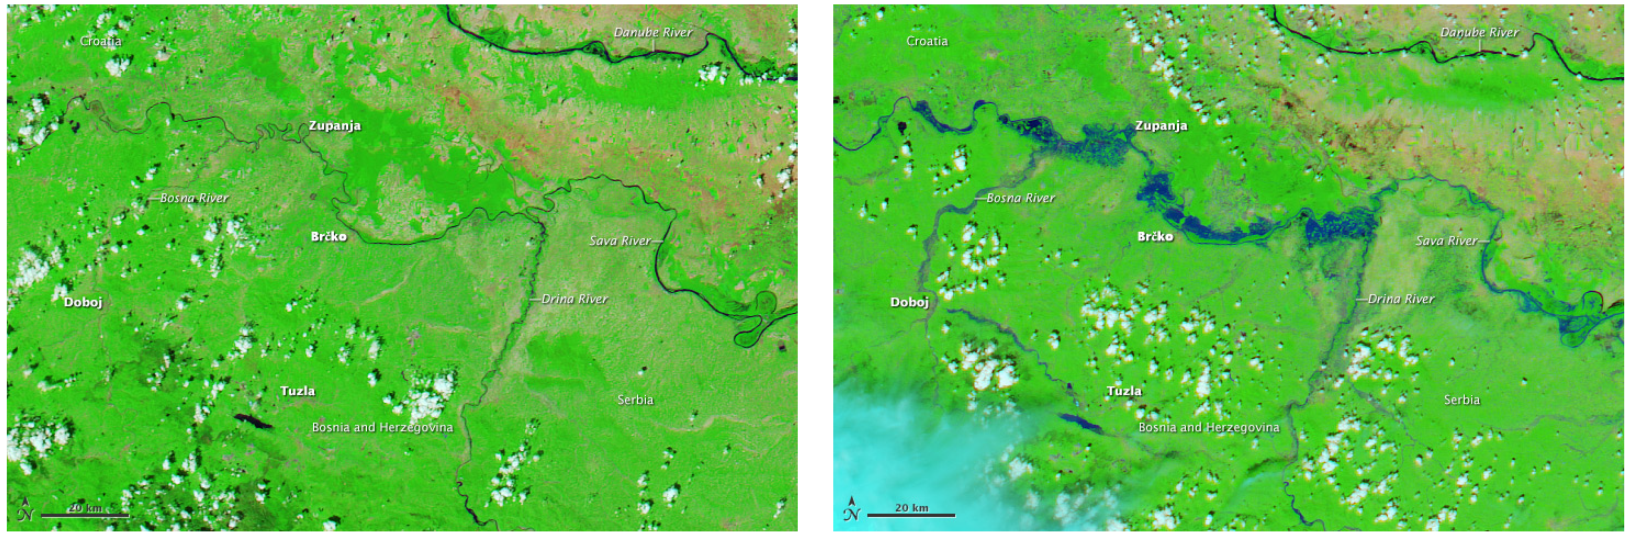 Croatia
Danube River
Zupanja
Bosna River
Brčko
Sava River
Doboj
Drina River
Tuzla
Serbia
Bosnia and Herzegovina
N
20 km
Croatia
Danube River
Zupanja
Bosna River
Brčko
Sava River
Doboj
Drina River
Tuzla
Serbia
Bosnia and Herzegovina
N
20 km